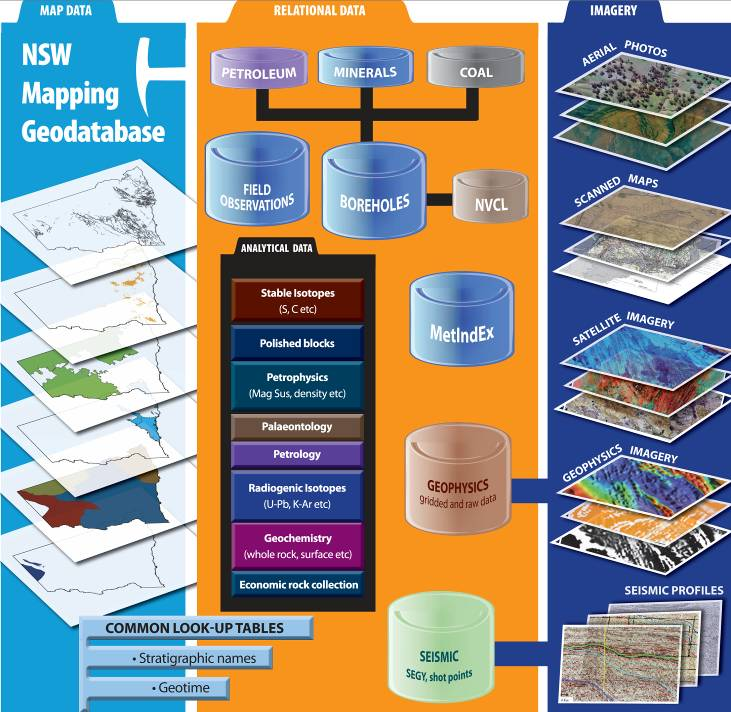 MAP DATA
NSW
Mapping
Geodatabase
RELATIONAL DATA
PETROLEUM
MINERALS
COAL
FIELD
OBSERVATIONS
BOREHOLES
NVCL
ANALYTICAL DATA
Stable Isotopes
(S, C etc)
Polished blocks
Petrophysics
(Mag Sus, density etc)
Palaeontology
Petrology
Radiogenic Isotopes
(U-Pb, K-Ar etc)
Geochemistry
(whole rock, surface etc)
Economic rock collection
MetIndEx
GEOPHYSICS
gridded and raw data
SEISMIC
SEGY, shot points
COMMON LOOK-UP TABLES
• Stratigraphic names
• Geotime
IMAGERY
AERIAL PHOTOS
SCANNED MAPS
SATELLITE IMAGERY
GEOPHYSICS IMAGERY
SEISMIC PROFILES